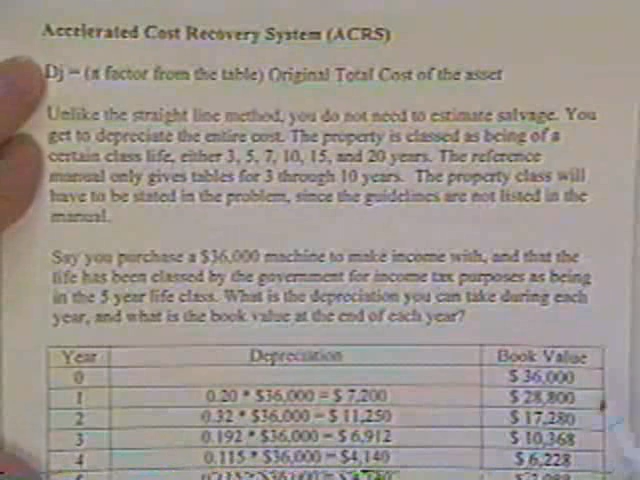 Accelerated Cost Recovery System (ACRS)
Dj = (a factor from the table) Original Total Cost of the asset
Unlike the straight line method, you do not need to estimate salvage. You
get to depreciate the entire cost. The property is classed as being of a
certain class life, either 3, 5, 7, 10, 15, and 20 years. The reference
manual only gives tables for 3 through 10 years. The property class will
have to be stated in the problem, since the guidelines are not listed in the
manual.
Say you purchase a $36,000 machine to make income with, and that the
life has been classed by the government for income tax purposes as being
in the 5 year life class. What is the depreciation you can take during each
year, and what is the book value at the end of each year?
Year Depreciation Book Value
0 $ 36,000
1 0.20 * $36,000 = $ 7,200 $ 28,800
2 0.32 * $36,000 = $ 11,250 $ 17,280
3 0.192 * $36,000 = $ 6,912 $ 10,368
4 0.115 * $36,000 = $4,140 $ 6,228